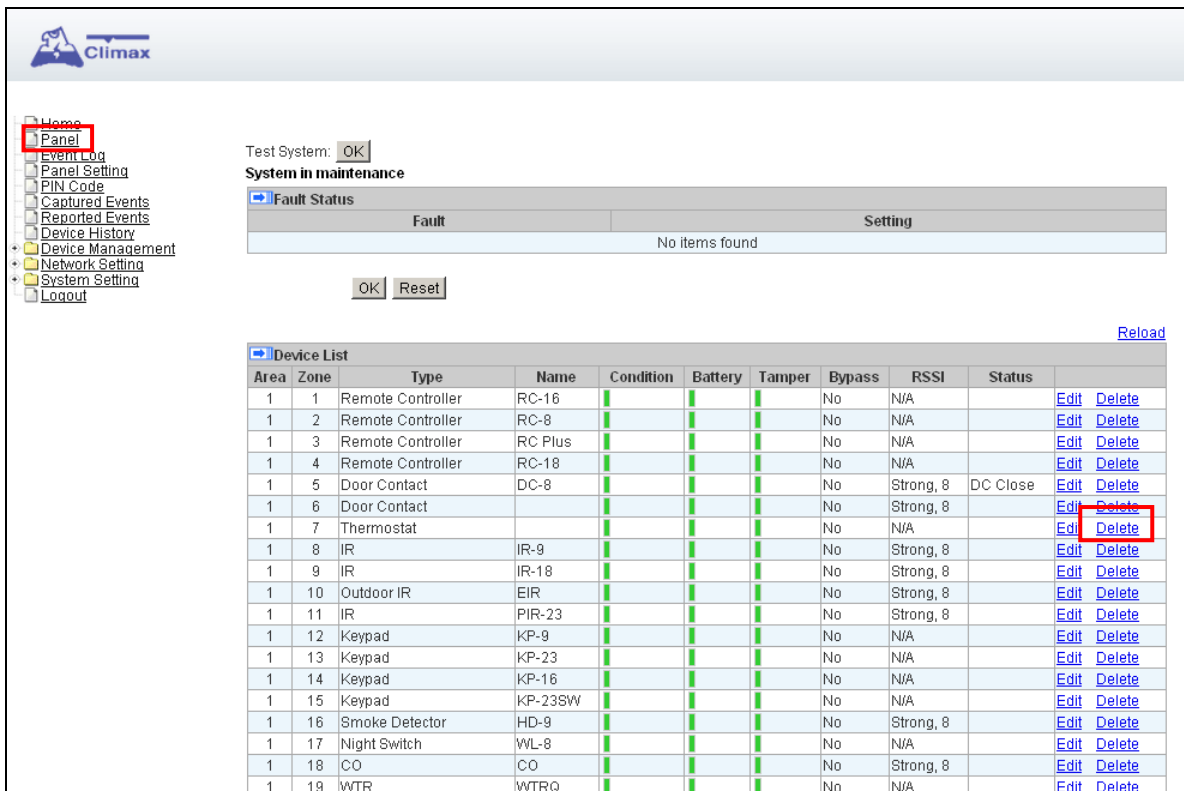 Climax
Home
Panel
Event Log
Panel Setting
PIN Code
Captured Events
Reported Events
Device History
Device Management
Network Setting
System Setting
Logout
Test System: OK
System in maintenance
Fault Status
Fault Setting
No items found
OK Reset
Reload
Device List
Area Zone Type Name Condition Battery Tamper Bypass RSSI Status
1 1 Remote Controller RC-16 No N/A Edit Delete
1 2 Remote Controller RC-8 No N/A Edit Delete
1 3 Remote Controller RC Plus No N/A Edit Delete
1 4 Remote Controller RC-18 No N/A Edit Delete
1 5 Door Contact DC-8 No Strong, 8 DC Close Edit Delete
1 6 Door Contact No Strong, 8 Edit Delete
1 7 Thermostat No N/A Edit Delete
1 8 IR IR-9 No Strong, 8 Edit Delete
1 9 IR IR-18 No Strong, 8 Edit Delete
1 10 Outdoor IR EIR No Strong, 8 Edit Delete
1 11 IR PIR-23 No Strong, 8 Edit Delete
1 12 Keypad KP-9 No N/A Edit Delete
1 13 Keypad KP-23 No N/A Edit Delete
1 14 Keypad KP-16 No N/A Edit Delete
1 15 Keypad KP-23SW No N/A Edit Delete
1 16 Smoke Detector HD-9 No Strong, 8 Edit Delete
1 17 Night Switch WL-8 No N/A Edit Delete
1 18 CO CO No Strong, 8 Edit Delete
1 19 WTR WTRQ No N/A Edit Delete